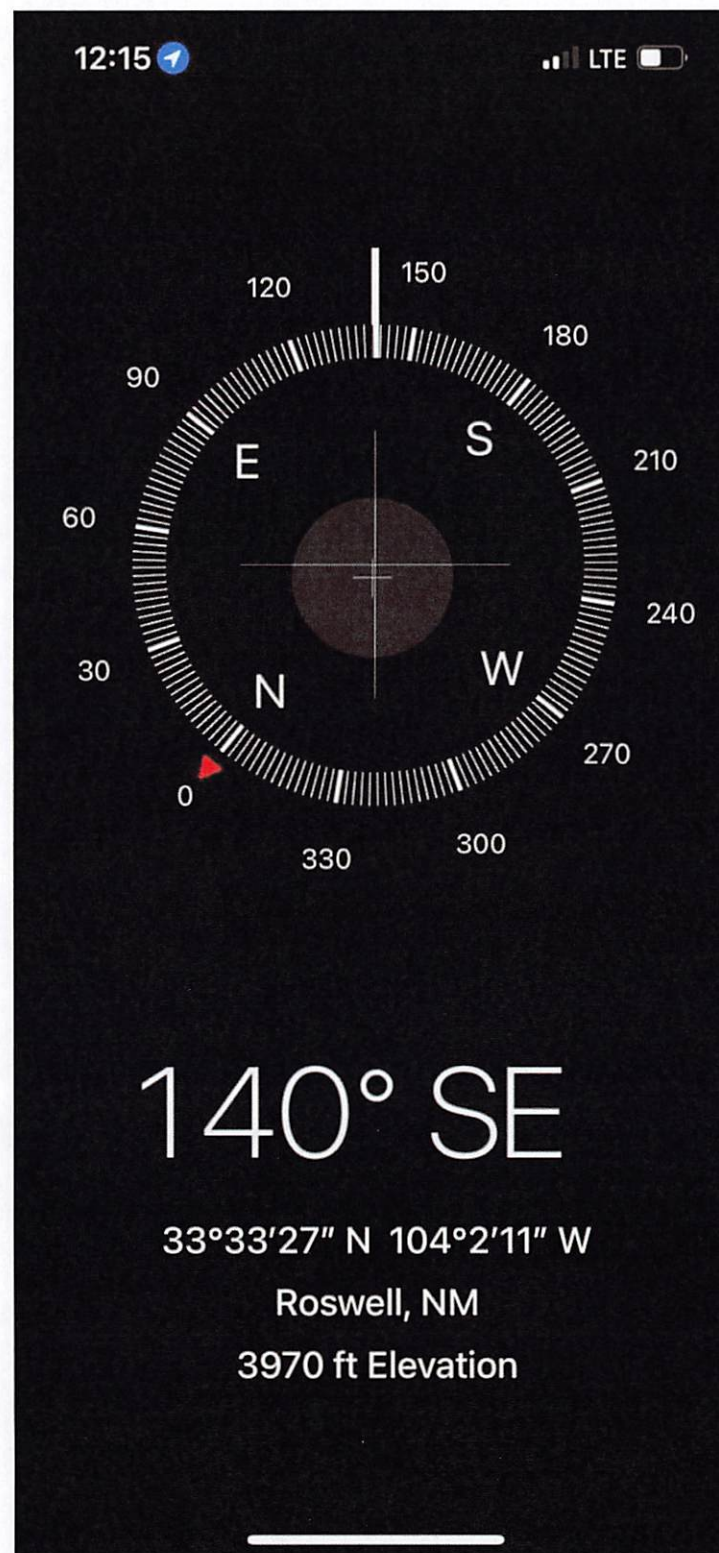 12:15 LTE
120 150
90 180
E S
60 210
30 240
N W
0 270
330 300
140° SE
33°33′27″ N 104°2′11″ W
Roswell, NM
3970 ft Elevation